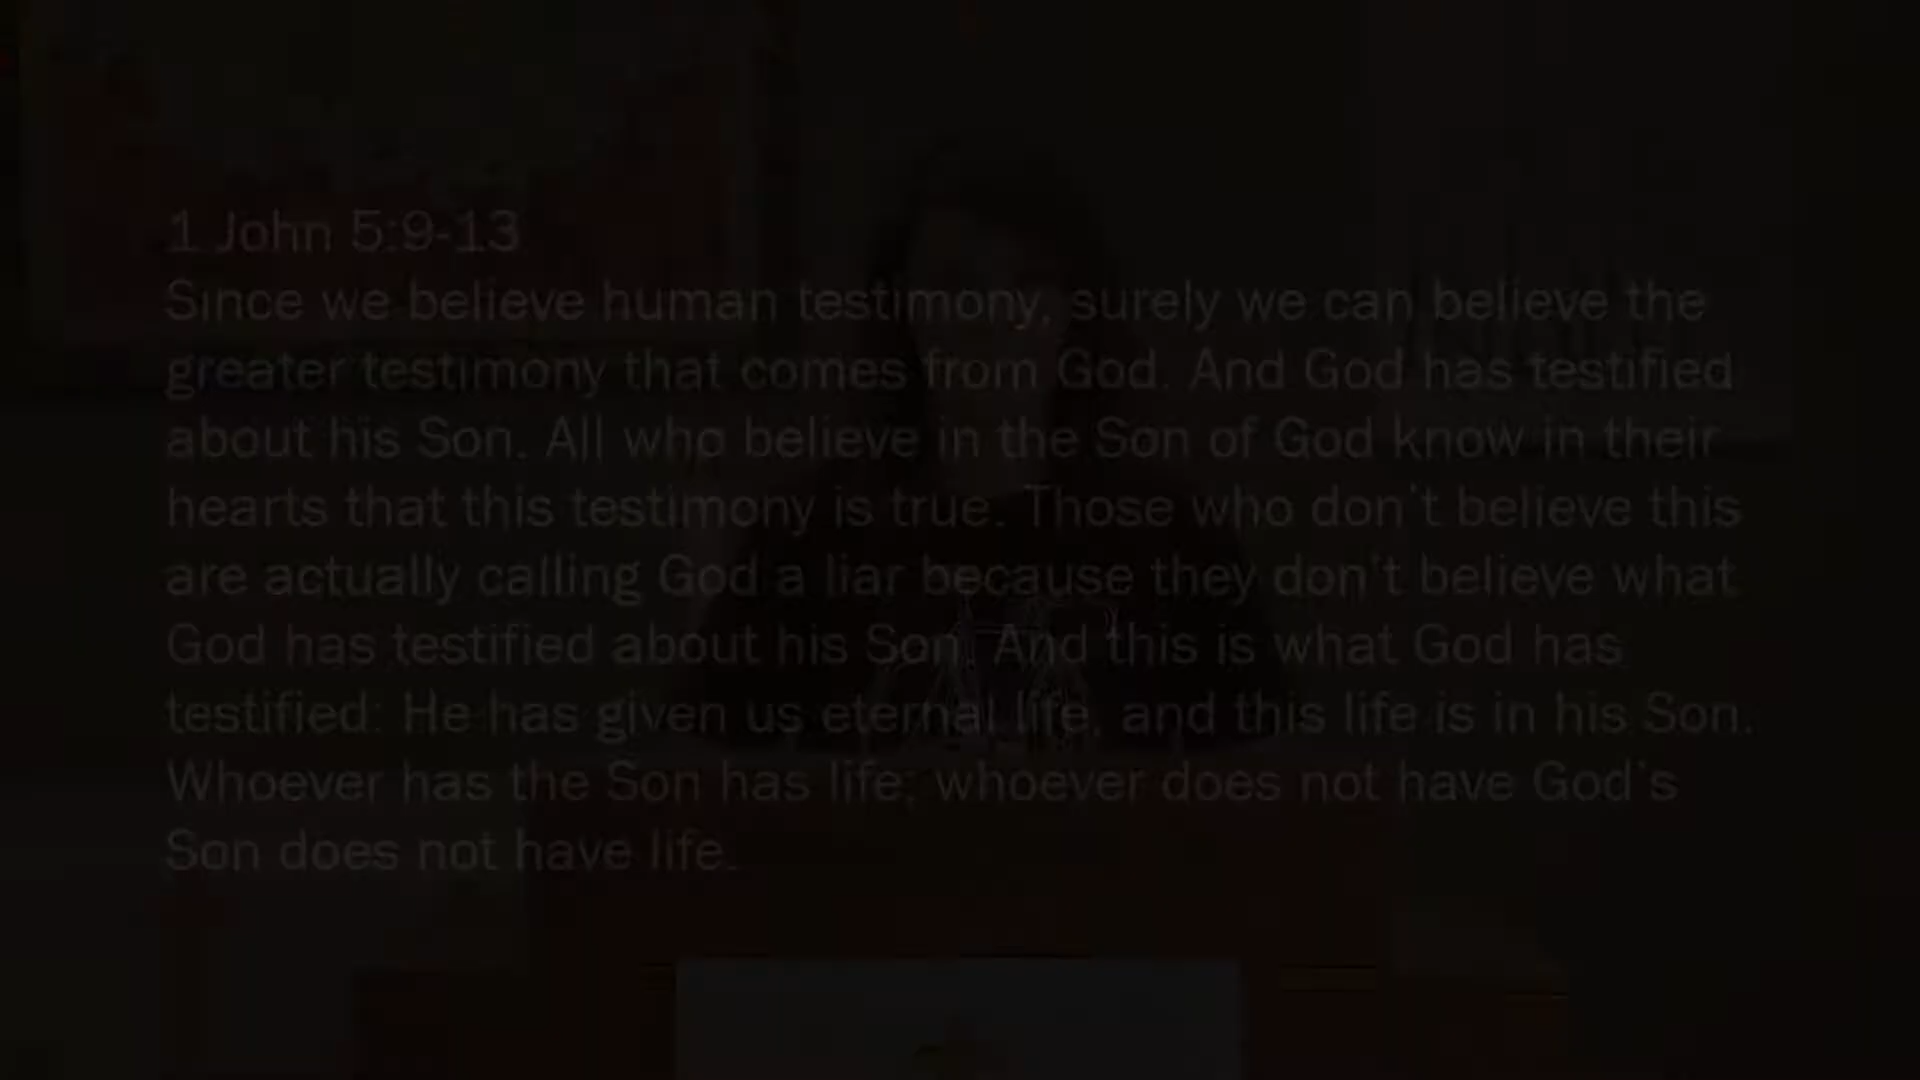 1 John 5:9-13
Since we believe human testimony, surely we can believe the
greater testimony that comes from God. And God has testified
about his Son. All who believe in the Son of God know in their
hearts that this testimony is true. Those who don't believe this
are actually calling God a liar because they don't believe what
God has testified about his Son. And this is what God has
testified: He has given us eternal life, and this life is in his Son.
Whoever has the Son has life; whoever does not have God's
Son does not have life.